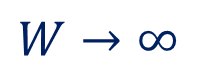 W → ∞